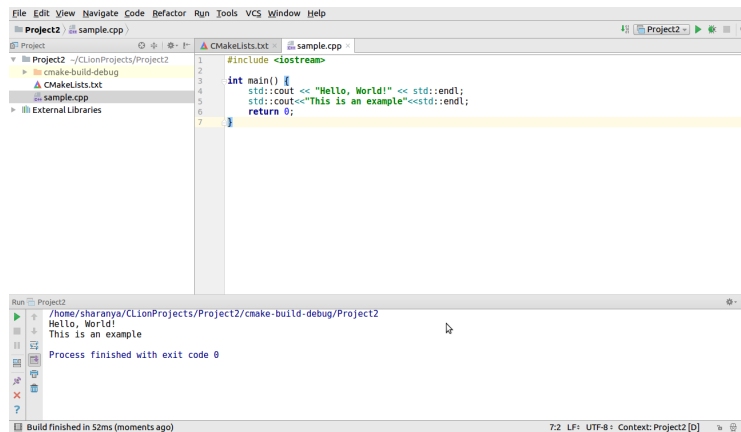 File Edit View Navigate Code Refactor Run Tools VCS Window Help
Project2 sample.cpp Project2
Project CMakeLists.txt sample.cpp
Project2 ~/CLionProjects/Project2
cmake-build-debug
CMakeLists.txt
sample.cpp
External Libraries
1 #include <iostream>
2
3 int main() {
4 std::cout << "Hello, World!" << std::endl;
5 std::cout<<"This is an example"<<std::endl;
6 return 0;
7 }
Run Project2
/home/sharanya/CLionProjects/Project2/cmake-build-debug/Project2
Hello, World!
This is an example
Process finished with exit code 0
Build finished in 52ms (moments ago) 7:2 LF÷ UTF-8÷ Context: Project2 [D]